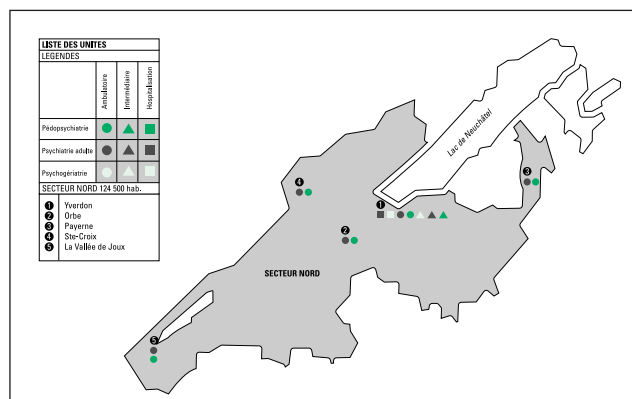 LISTE DES UNITES
LEGENDES
Ambulatoire
Intermédiaire
Hospitalisation
Pédopsychiatrie
Psychiatrie adulte
Psychogériatrie
SECTEUR NORD 124 500 hab.
1 Yverdon
2 Orbe
3 Payerne
4 Ste-Croix
5 La Vallée de Joux
Lac de Neuchâtel
3
4
1
2
SECTEUR NORD
5